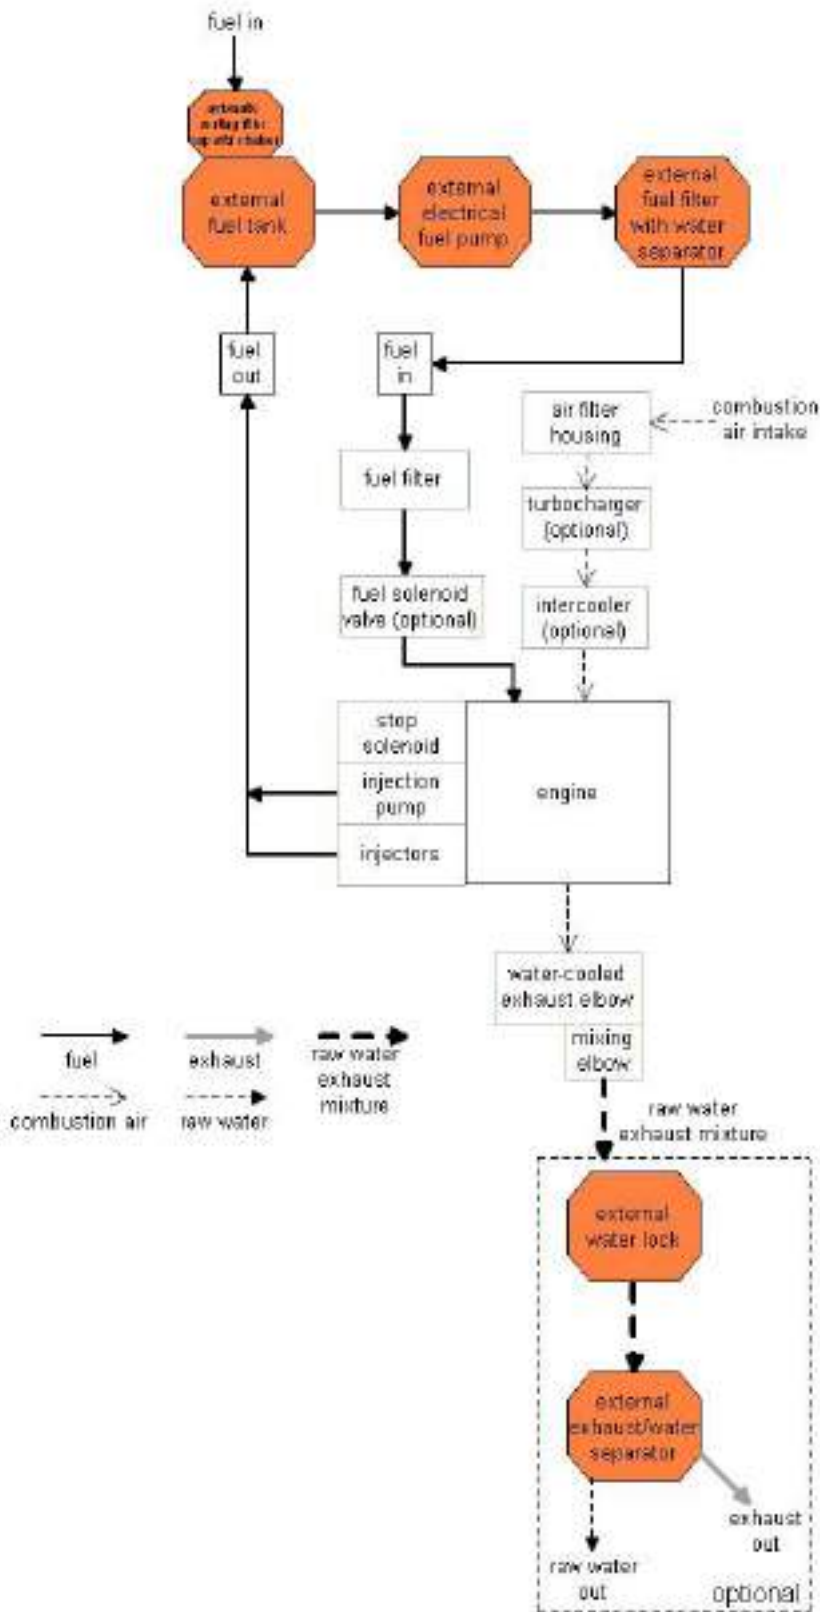 fuel in
external
fuel tank
external
electrical
fuel pump
external
fuel filter
with water
separator
fuel
out
fuel
in
air filter
housing
combustion
air intake
fuel filter
turbocharger
(optional)
fuel solenoid
valve (optional)
intercooler
(optional)
stop
solenoid
injection
pump
injectors
engine
water-cooled
exhaust elbow
mixing
elbow
fuel
exhaust
raw water
exhaust
mixture
combustion air
raw water
raw water
exhaust mixture
external
water lock
external
exhaust/water
separator
exhaust
out
raw water
out
optional